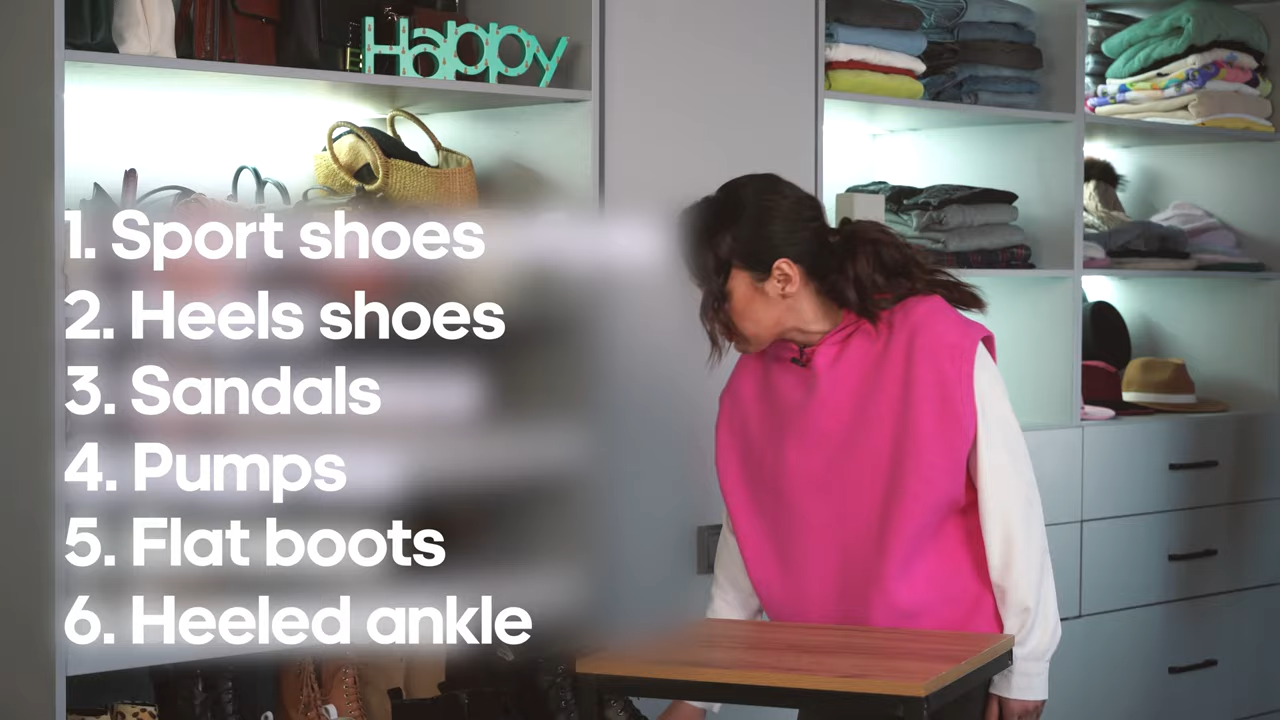 Happy
1. Sport shoes
2. Heels shoes
3. Sandals
4. Pumps
5. Flat boots
6. Heeled ankle